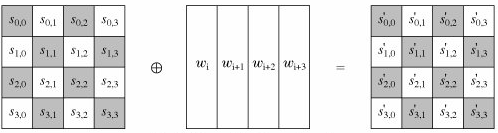 s0,0 s0,1 s0,2 s0,3 s'0,0 s'0,1 s'0,2 s'0,3
s1,0 s1,1 s1,2 s1,3 s'1,0 s'1,1 s'1,2 s'1,3
⊕ wi wi+1 wi+2 wi+3 =
s2,0 s2,1 s2,2 s2,3 s'2,0 s'2,1 s'2,2 s'2,3
s3,0 s3,1 s3,2 s3,3 s'3,0 s'3,1 s'3,2 s'3,3